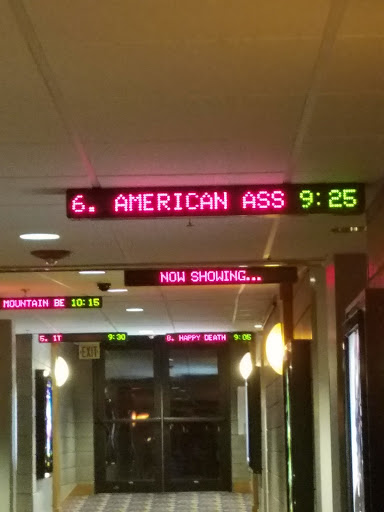 6. AMERICAN ASS 9:25
NOW SHOWING...
MOUNTAIN BE 10:15
5. IT 9:30
8. HAPPY DEATH 9:05
EXIT